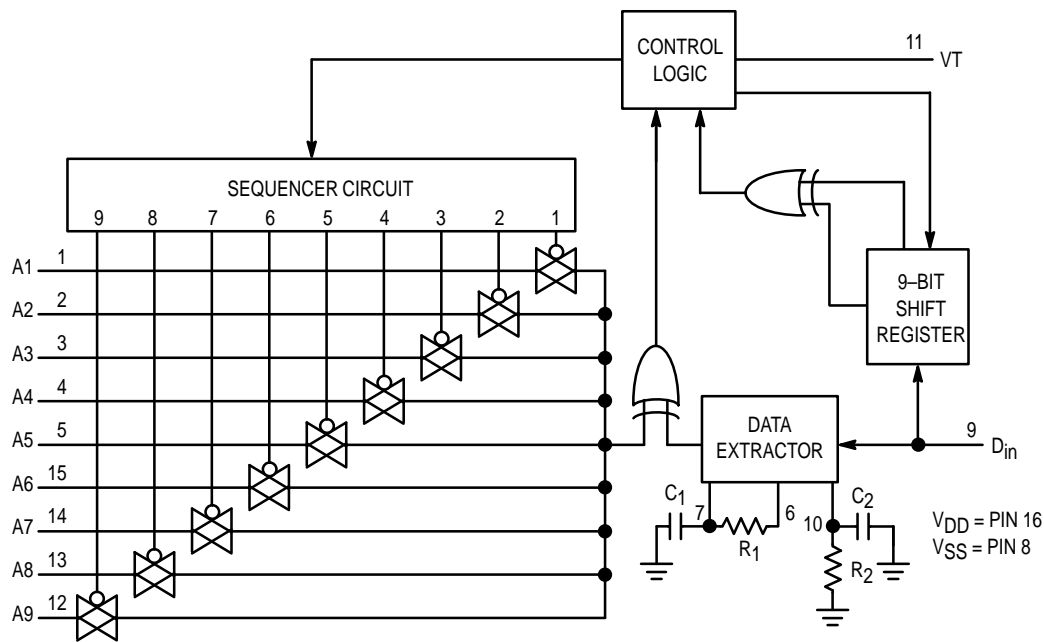 CONTROL
LOGIC
11
VT
SEQUENCER CIRCUIT
9 8 7 6 5 4 3 2 1
A1 1
A2 2
A3 3
A4 4
A5 5
A6 15
A7 14
A8 13
A9 12
9–BIT
SHIFT
REGISTER
DATA
EXTRACTOR
9
Din
C1
7
R1
6
10
C2
R2
VDD = PIN 16
VSS = PIN 8